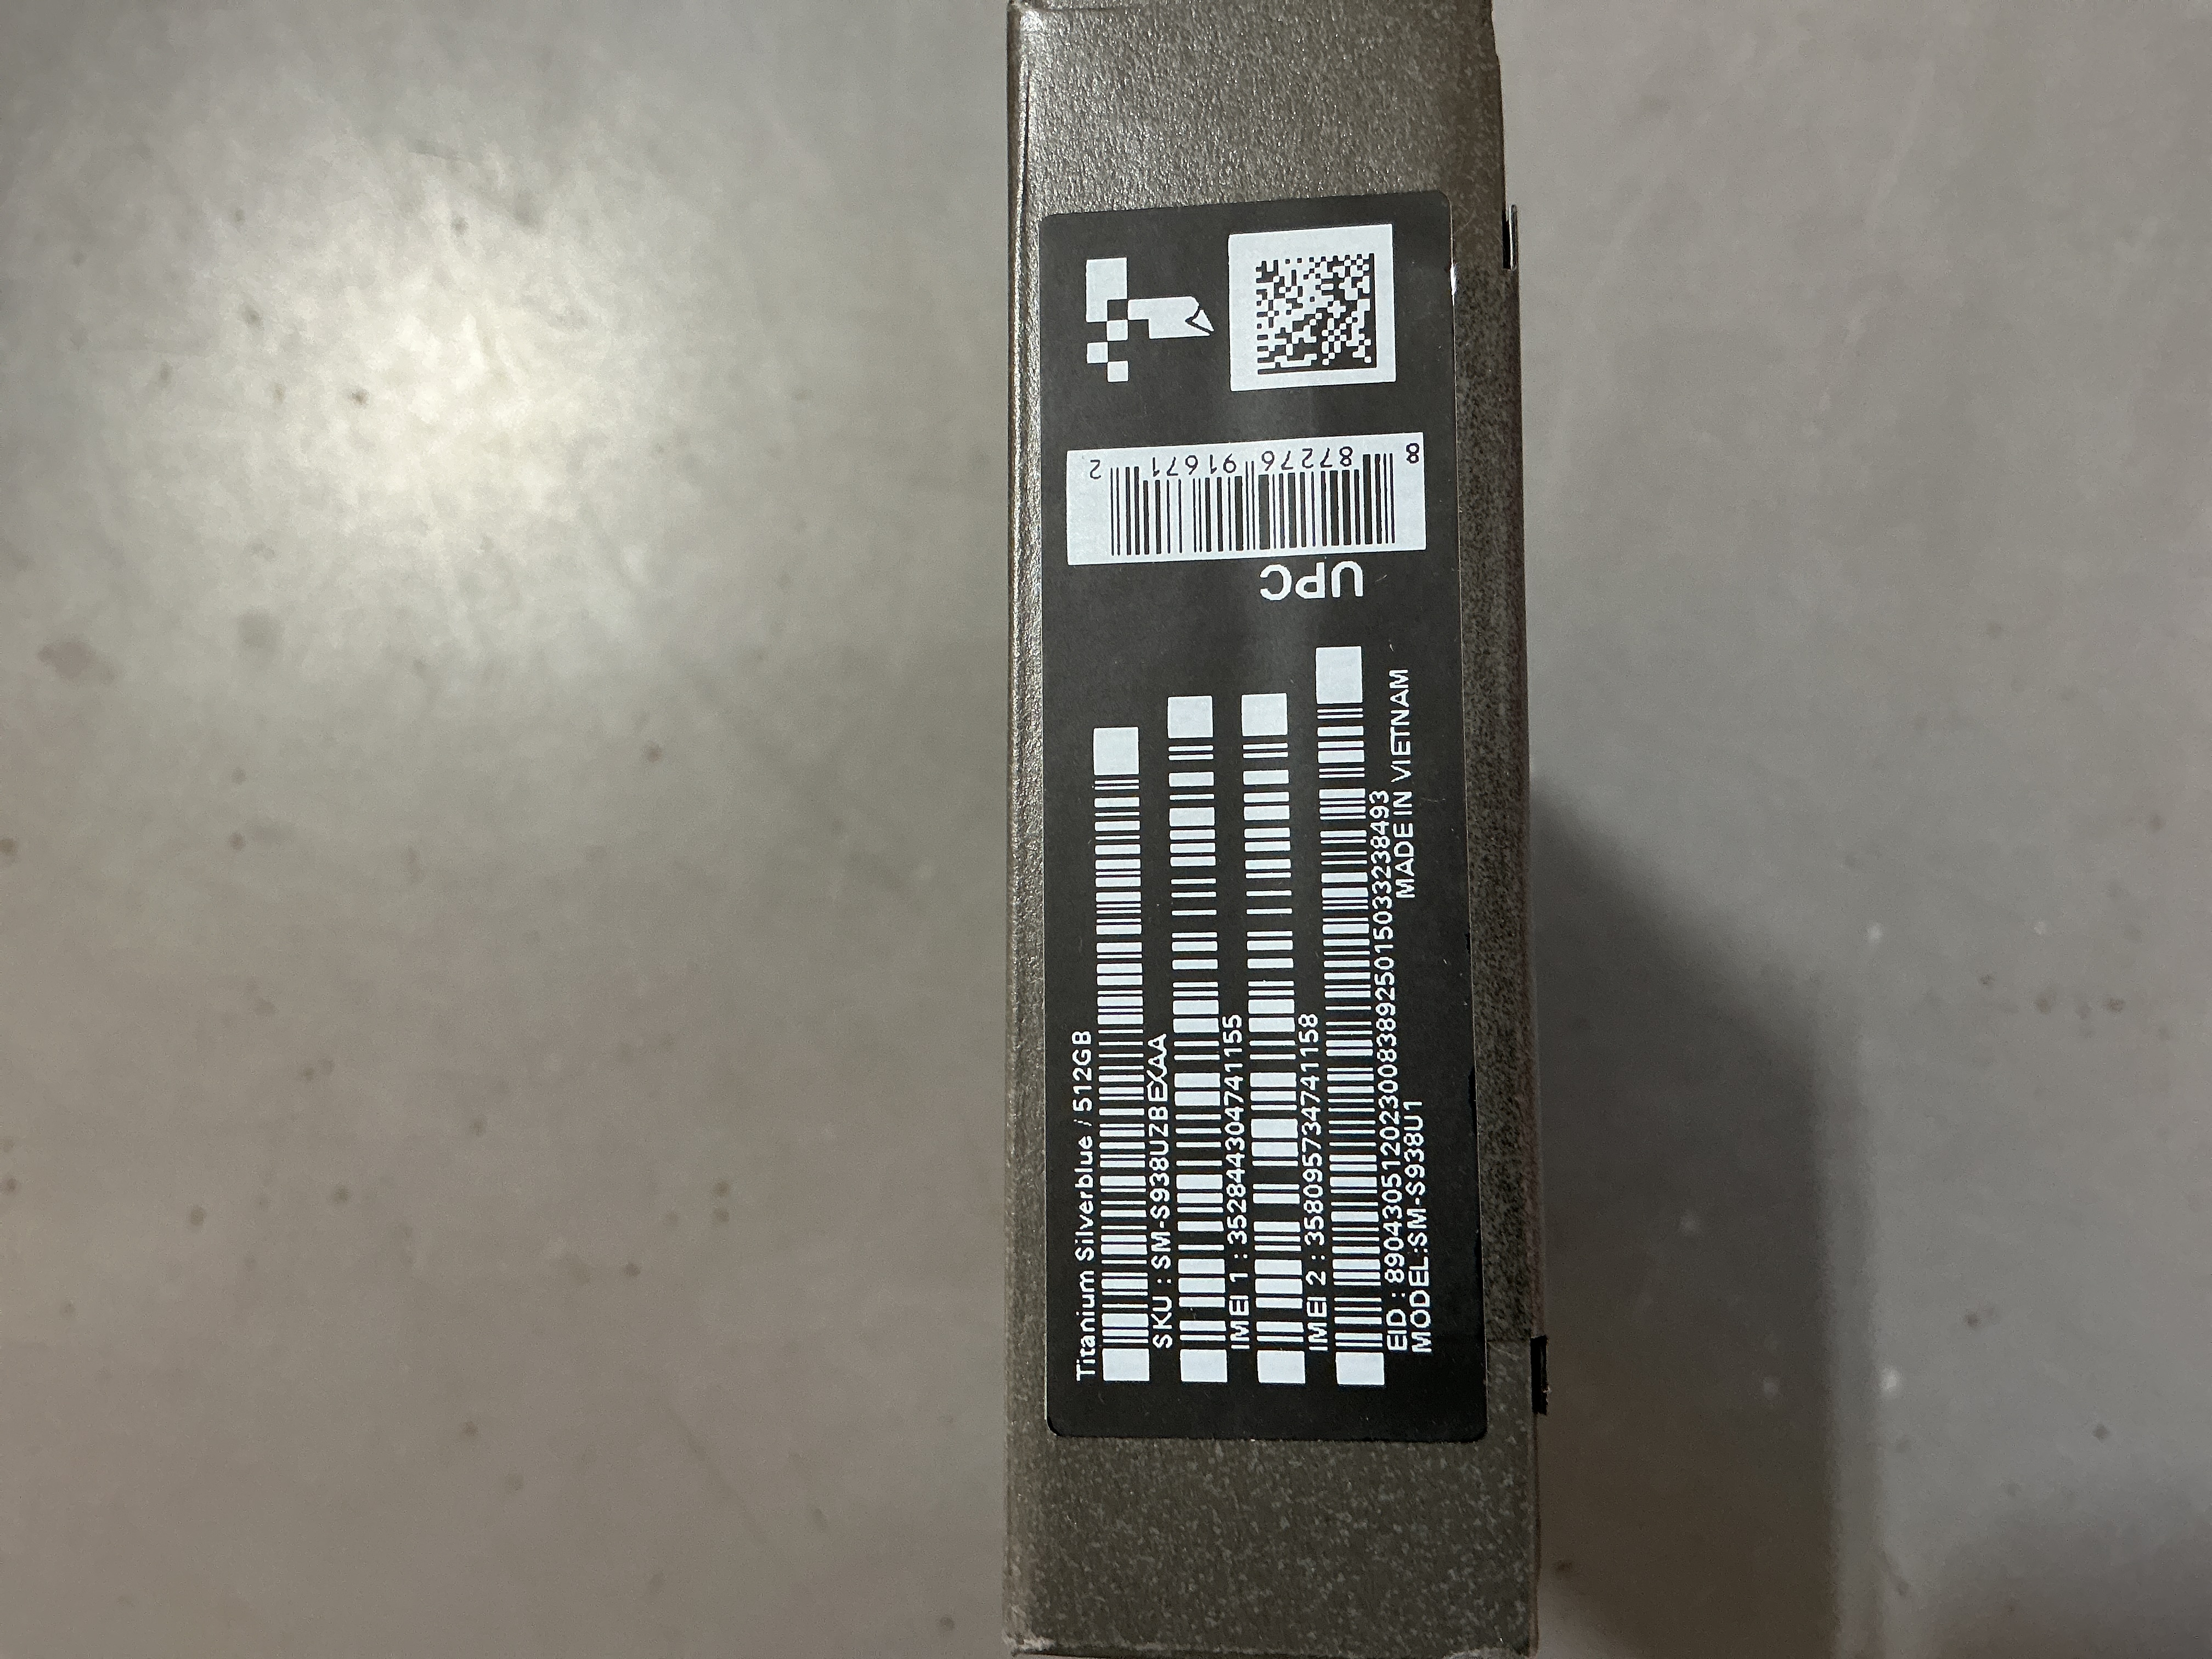 Titanium Silverblue / 512GB
SKU : SM-S938UZBEXAA
IMEI 1 : 352844304741155
IMEI 2 : 358095734741158
EID : 89043051202300838925015033238493
MODEL:SM-S938U1
MADE IN VIETNAM
UPC
8 87276 91671 2